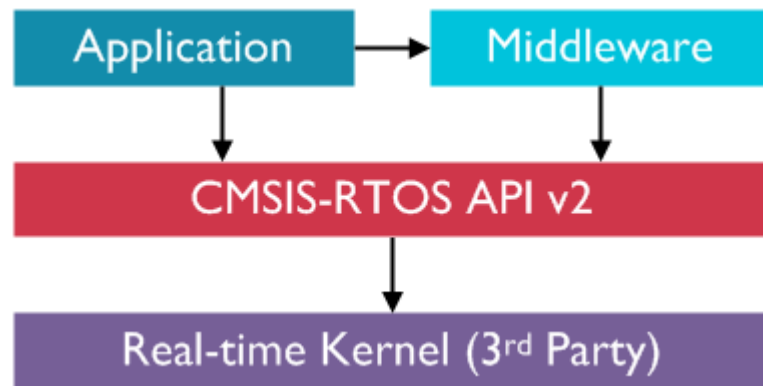 Application
Middleware
CMSIS-RTOS API v2
Real-time Kernel (3rd Party)